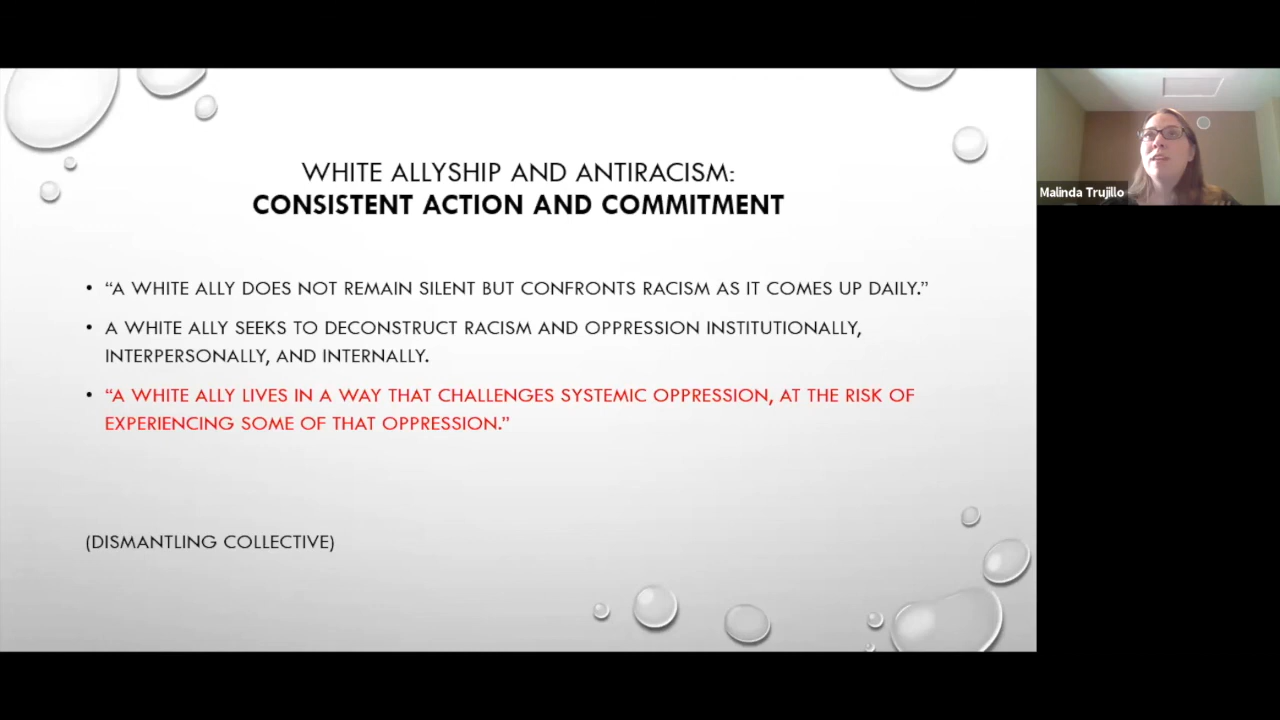 WHITE ALLYSHIP AND ANTIRACISM:
CONSISTENT ACTION AND COMMITMENT
• “A WHITE ALLY DOES NOT REMAIN SILENT BUT CONFRONTS RACISM AS IT COMES UP DAILY.”
• A WHITE ALLY SEEKS TO DECONSTRUCT RACISM AND OPPRESSION INSTITUTIONALLY,
INTERPERSONALLY, AND INTERNALLY.
• “A WHITE ALLY LIVES IN A WAY THAT CHALLENGES SYSTEMIC OPPRESSION, AT THE RISK OF
EXPERIENCING SOME OF THAT OPPRESSION.”
(DISMANTLING COLLECTIVE)
Malinda Trujillo